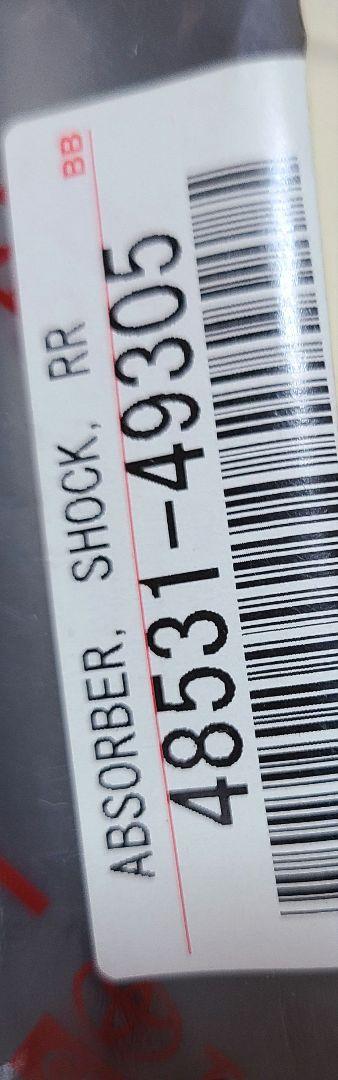 BB
ABSORBER, SHOCK, RR
48531-49305